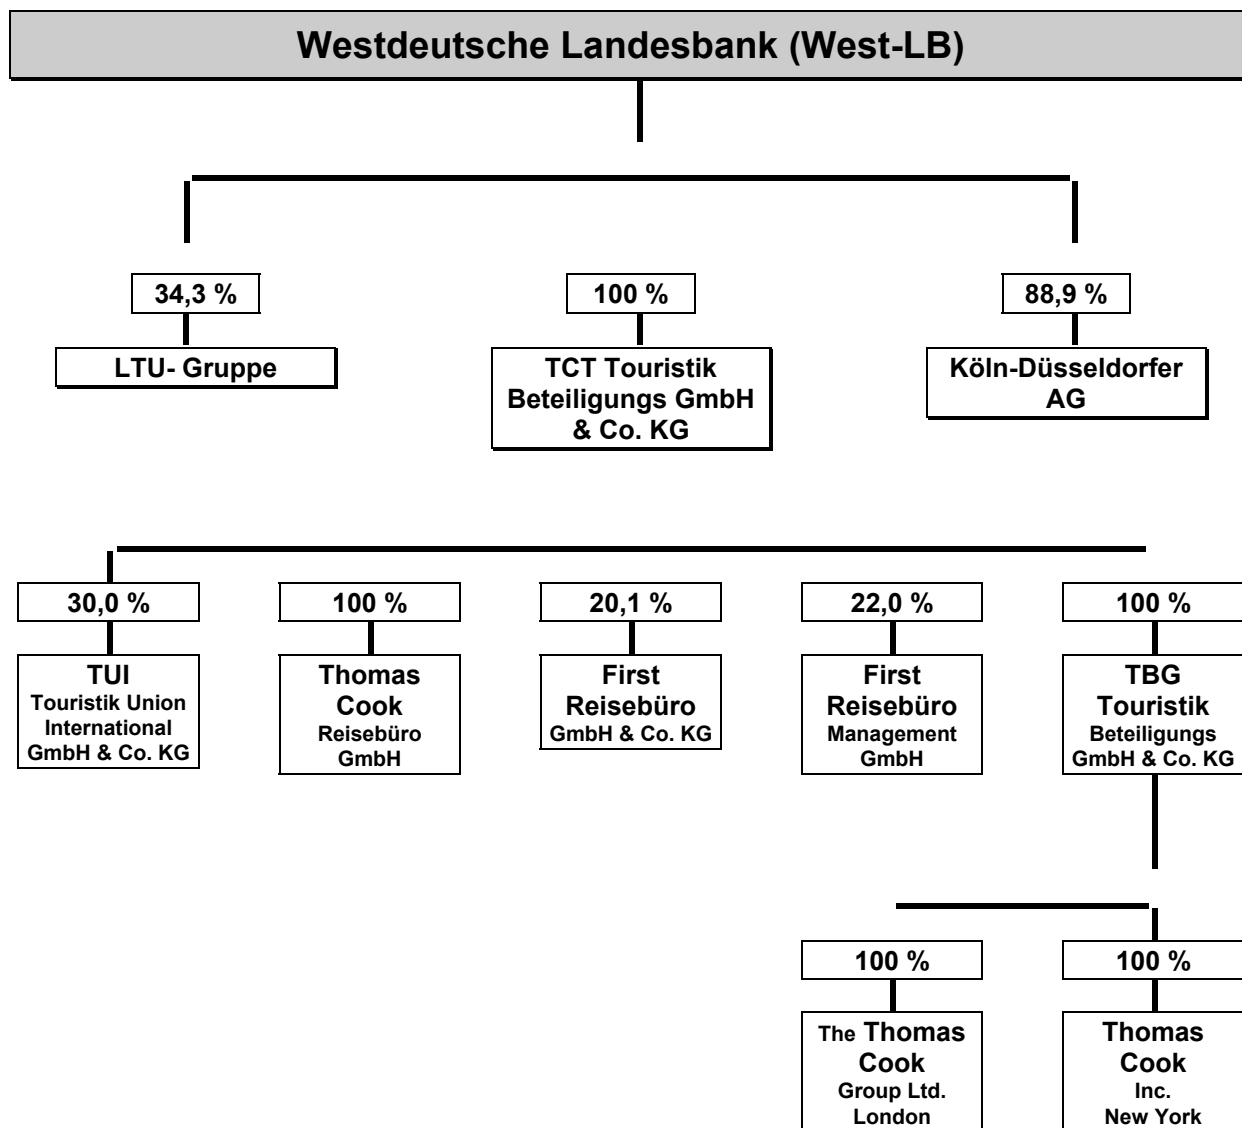 Westdeutsche Landesbank (West-LB)
34,3 %
LTU- Gruppe
100 %
TCT Touristik
Beteiligungs GmbH
& Co. KG
88,9 %
Köln-Düsseldorfer
AG
30,0 %
TUI
Touristik Union
International
GmbH & Co. KG
100 %
Thomas
Cook
Reisebüro
GmbH
20,1 %
First
Reisebüro
GmbH & Co. KG
22,0 %
First
Reisebüro
Management
GmbH
100 %
TBG
Touristik
Beteiligungs
GmbH & Co. KG
100 %
The Thomas
Cook
Group Ltd.
London
100 %
Thomas
Cook
Inc.
New York